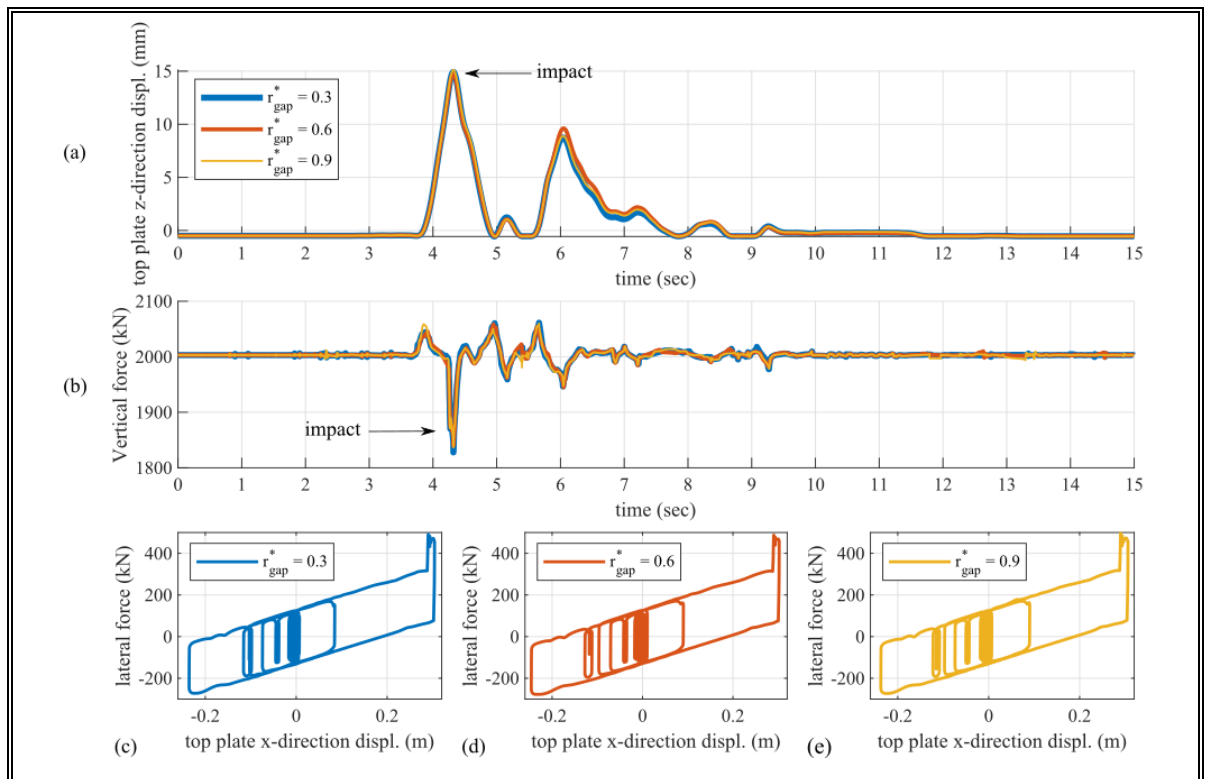 top plate z-direction displ. (mm)
15
10
5
0
r*gap = 0.3
r*gap = 0.6
r*gap = 0.9
impact
(a)
0 1 2 3 4 5 6 7 8 9 10 11 12 13 14 15
time (sec)
Vertical force (kN)
2100
2000
1900
1800
impact
(b)
0 1 2 3 4 5 6 7 8 9 10 11 12 13 14 15
time (sec)
lateral force (kN)
400
200
0
-200
r*gap = 0.3
-0.2 0 0.2
(c) top plate x-direction displ. (m)
lateral force (kN)
400
200
0
-200
r*gap = 0.6
-0.2 0 0.2
(d) top plate x-direction displ. (m)
lateral force (kN)
400
200
0
-200
r*gap = 0.9
-0.2 0 0.2
(e) top plate x-direction displ. (m)